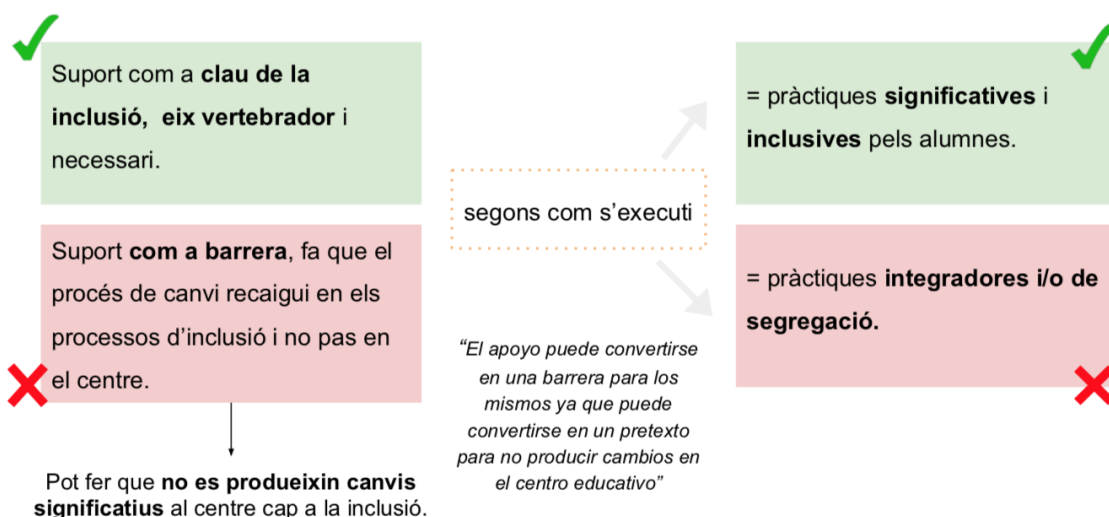 Suport com a clau de la
inclusió, eix vertebrador i
necessari.
Suport com a barrera, fa que el
procés de canvi recaigui en els
processos d’inclusió i no pas en
el centre.
Pot fer que no es produeixin canvis
significatius al centre cap a la inclusió.
segons com s’executi
“El apoyo puede convertirse
en una barrera para los
mismos ya que puede
convertirse en un pretexto
para no producir cambios en
el centro educativo”
= pràctiques significatives i
inclusives pels alumnes.
= pràctiques integradores i/o de
segregació.